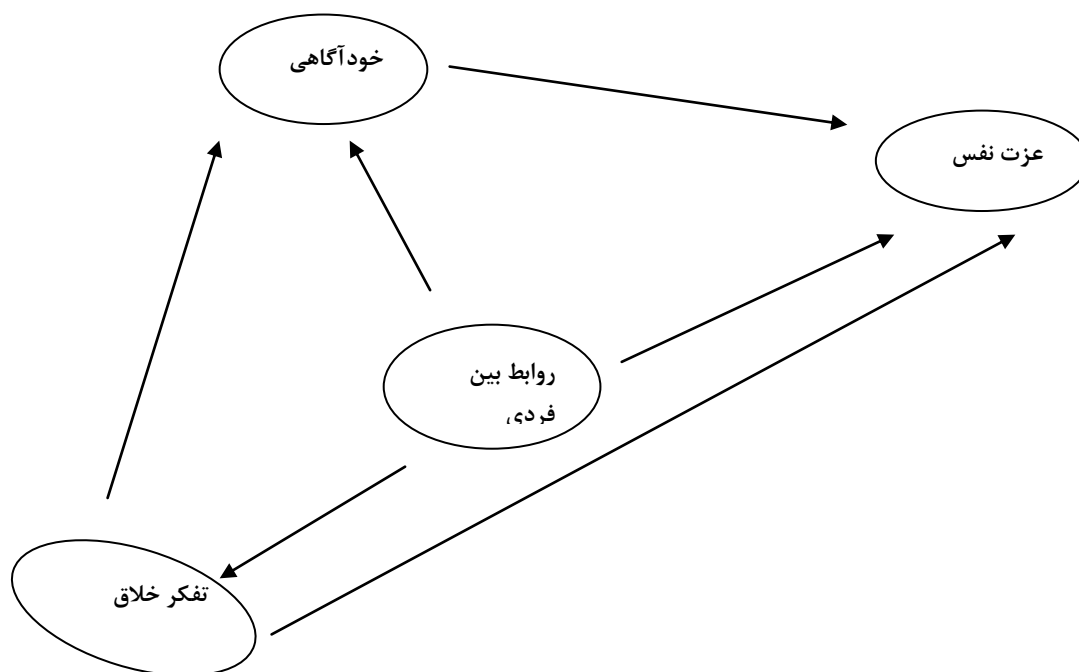 خودآگاهی
عزت نفس
روابط بین
فردی
تفکر خلاق